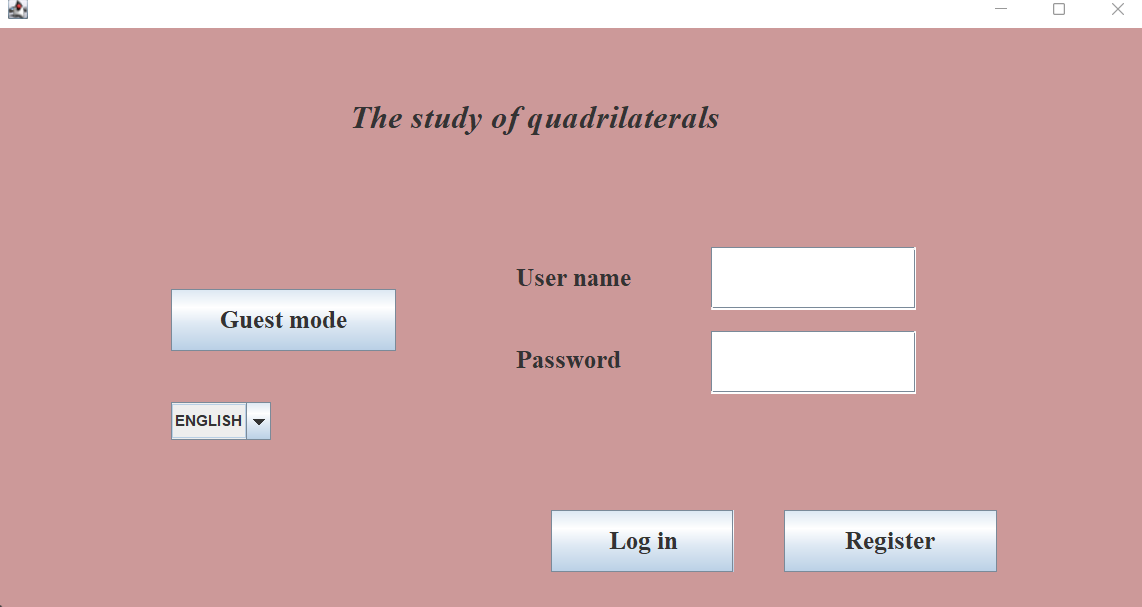 The study of quadrilaterals
User name
Guest mode
Password
ENGLISH
Log in
Register